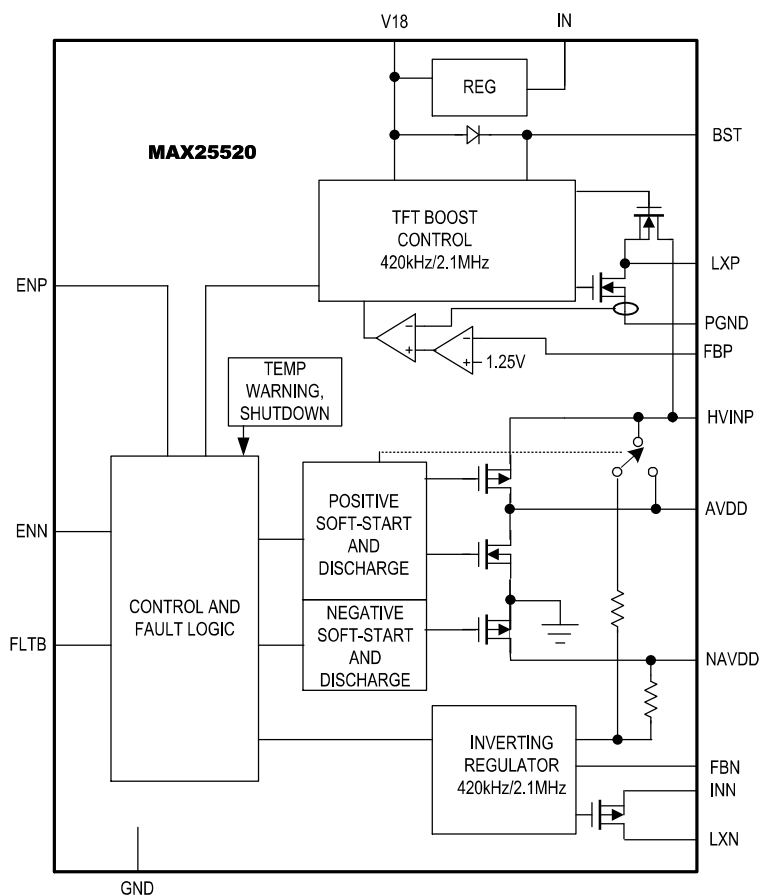 V18
IN
REG
MAX25520
BST
TFT BOOST
CONTROL
420kHz/2.1MHz
LXP
ENP
PGND
-
+
-
+
1.25V
FBP
TEMP
WARNING,
SHUTDOWN
HVINP
POSITIVE
SOFT-START
AND
DISCHARGE
AVDD
ENN
CONTROL AND
FAULT LOGIC
NEGATIVE
SOFT-START
AND
DISCHARGE
FLTB
NAVDD
INVERTING
REGULATOR
420kHz/2.1MHz
FBN
INN
LXN
GND